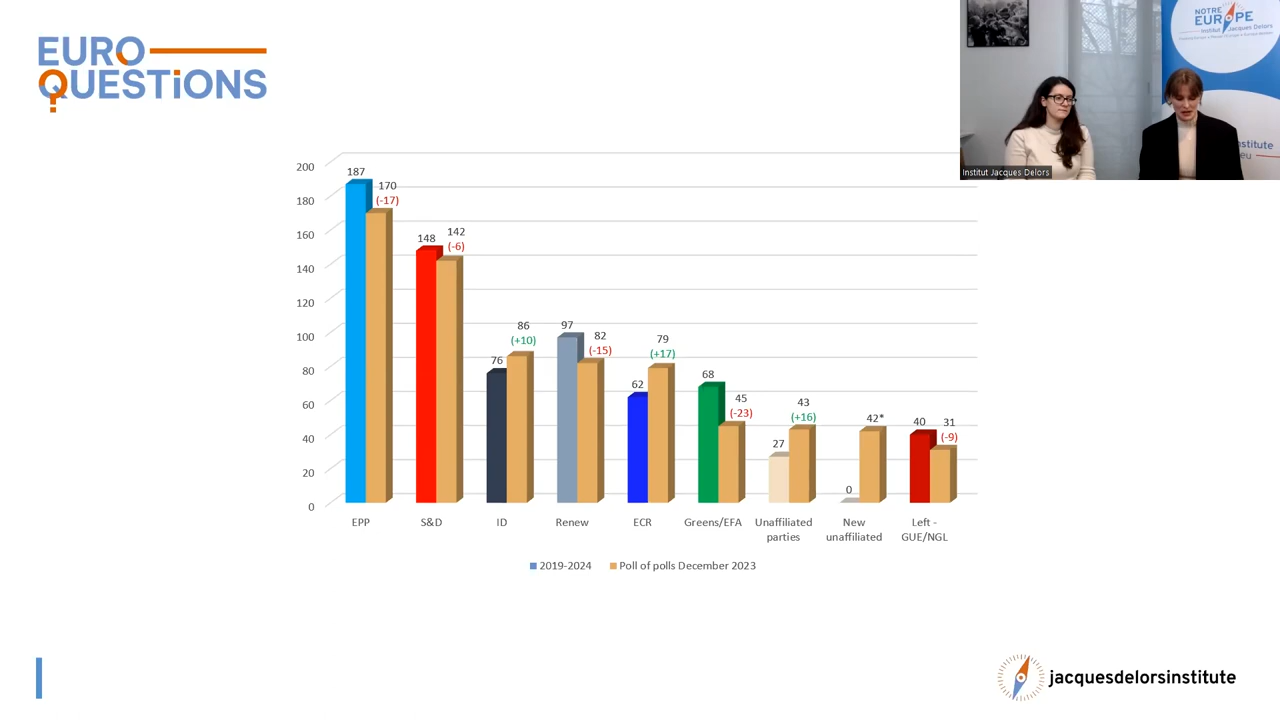 EURO
QUESTiONS
NOTRE
EUROPE
Institut Jacques Delors
nstitute
eu
Institut Jacques Delors
200
180
160
140
120
100
80
60
40
20
0
187
170
(-17)
148
142
(-6)
76
86
(+10)
97
82
(-15)
62
79
(+17)
68
45
(-23)
27
43
(+16)
0
42*
40
31
(-9)
EPP
S&D
ID
Renew
ECR
Greens/EFA
Unaffiliated
parties
New
unaffiliated
Left -
GUE/NGL
2019-2024
Poll of polls December 2023
jacquesdelorsinstitute